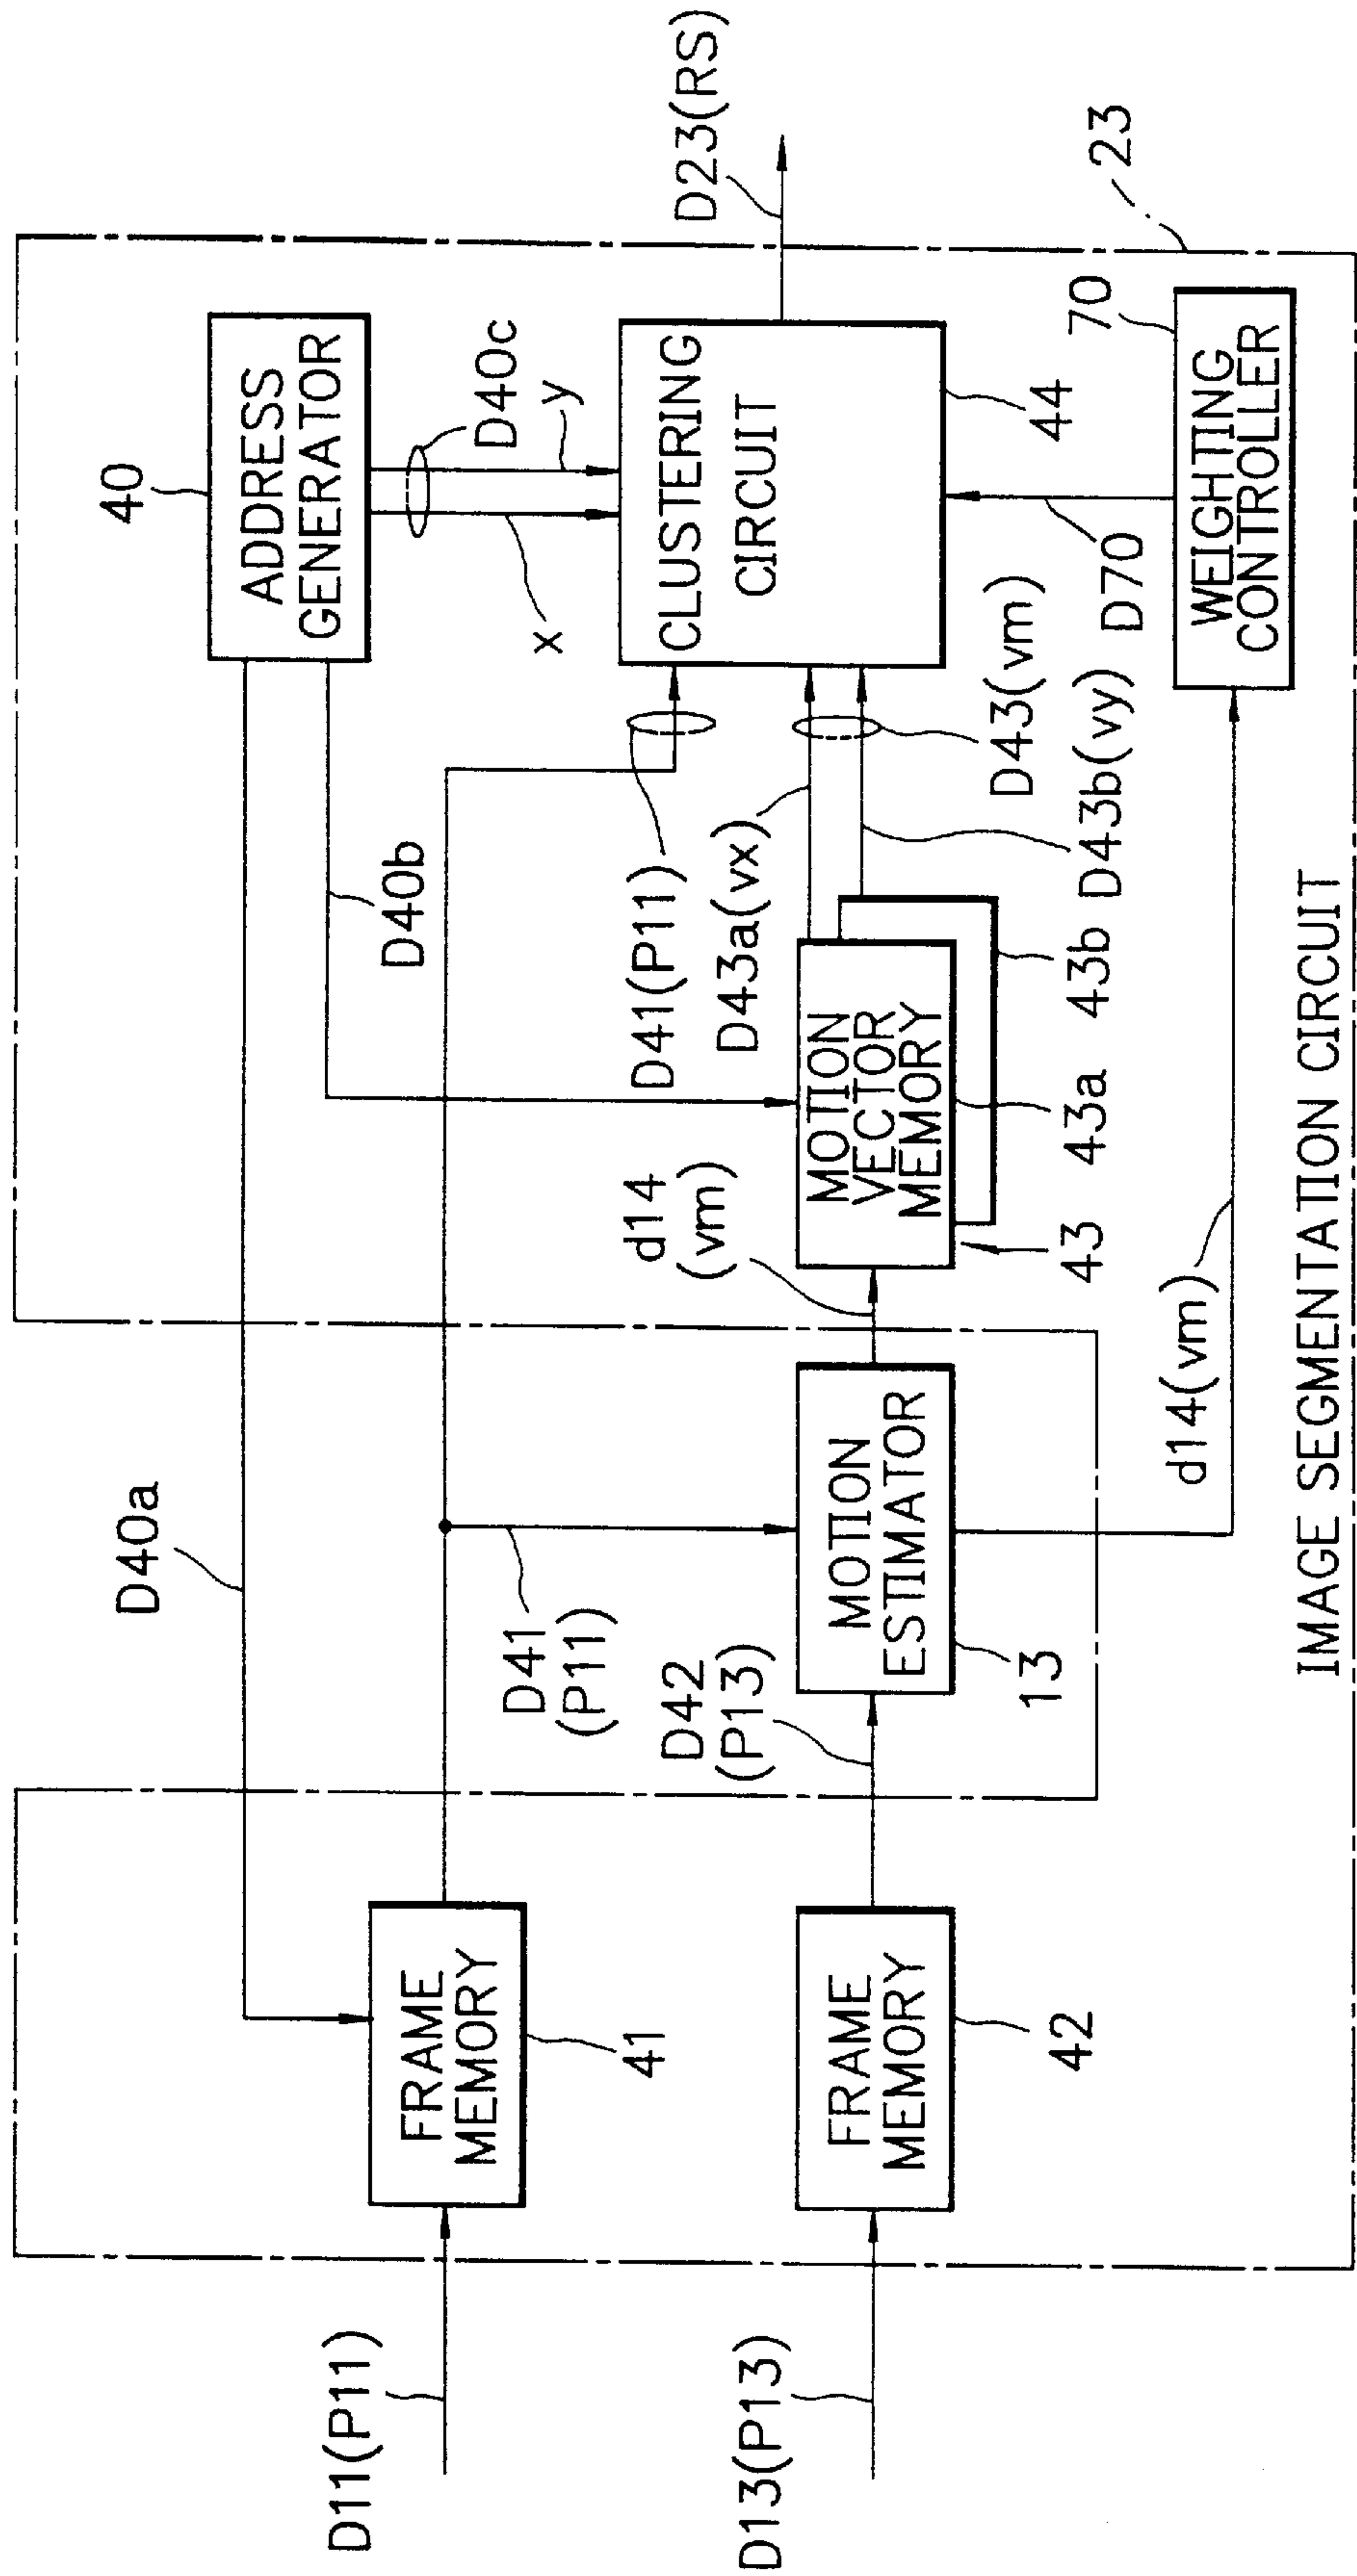 D11(P11)
D13(P13)
FRAME
MEMORY
41
FRAME
MEMORY
42
D40a
D41
(P11)
D42
(P13)
MOTION
ESTIMATOR
13
d14
(vm)
d14(vm)
D40b
MOTION
VECTOR
MEMORY
43
43a
43b
D41(P11)
D43a(vx)
D43(vm)
D43b(vy)
40
ADDRESS
GENERATOR
x
y
D40c
CLUSTERING
CIRCUIT
44
D70
70
WEIGHTING
CONTROLLER
D23(RS)
23
IMAGE SEGMENTATION CIRCUIT